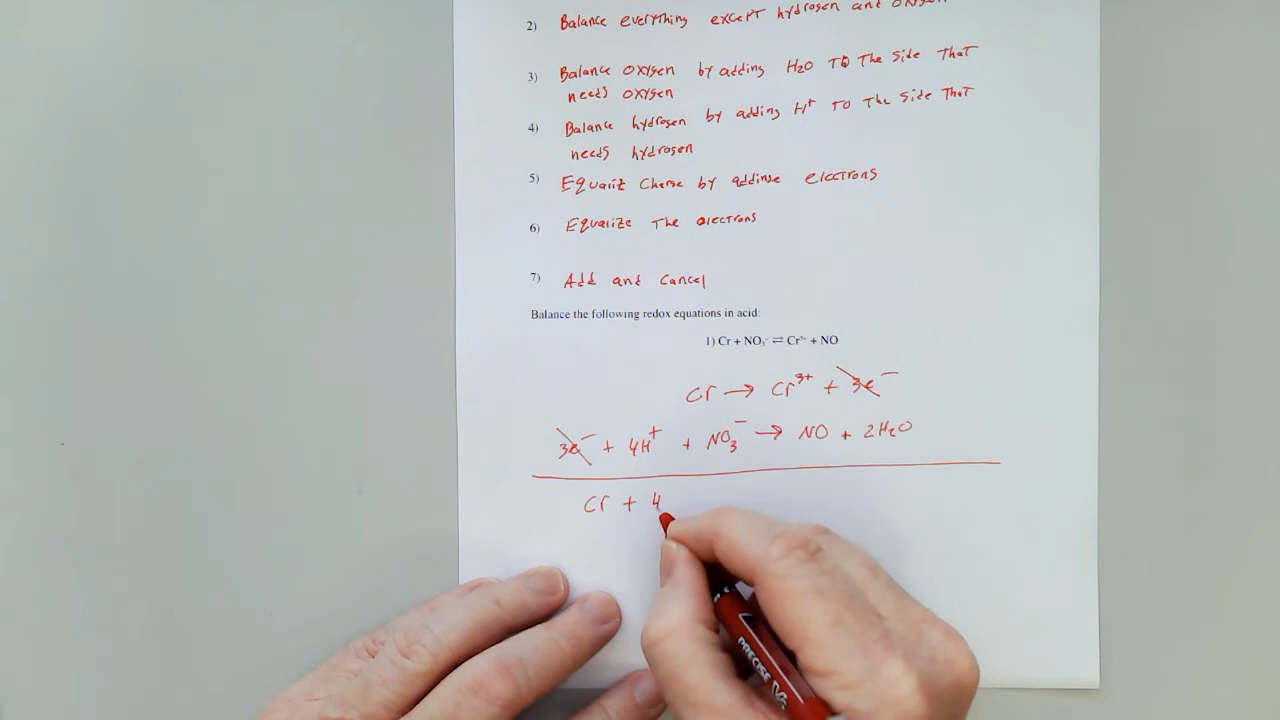 2) Balance everything except hydrogen and oxygen
3) Balance oxygen by adding H₂O TO The Side That
needs oxygen
4) Balance hydrogen by adding H⁺ TO The Side That
needs hydrogen
5) Equaliz Charge by adding electrons
6) Equalize The electrons
7) Add and Cancel
Balance the following redox equations in acid:
1) Cr + NO₃⁻ ⇌ Cr³⁺ + NO
Cr → Cr³⁺ + 3e⁻
3e⁻ + 4H⁺ + NO₃⁻ → NO + 2H₂O
Cr + 4
PRECISE V5